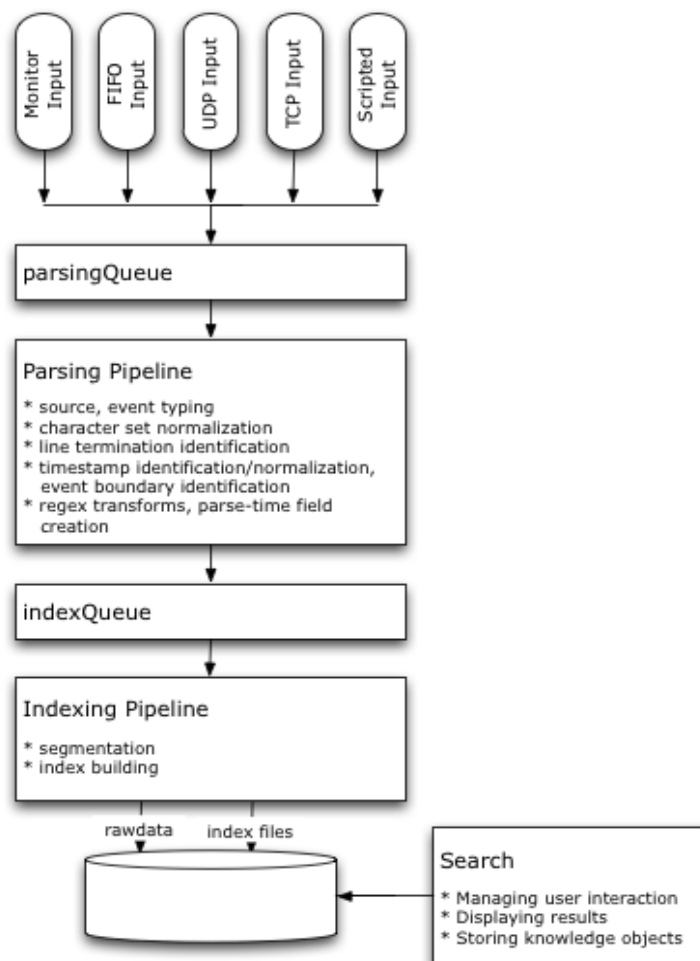 Monitor
Input
FIFO
Input
UDP Input
TCP Input
Scripted
Input
parsingQueue
Parsing Pipeline
* source, event typing
* character set normalization
* line termination identification
* timestamp identification/normalization,
event boundary identification
* regex transforms, parse-time field
creation
indexQueue
Indexing Pipeline
* segmentation
* index building
rawdata
index files
Search
* Managing user interaction
* Displaying results
* Storing knowledge objects